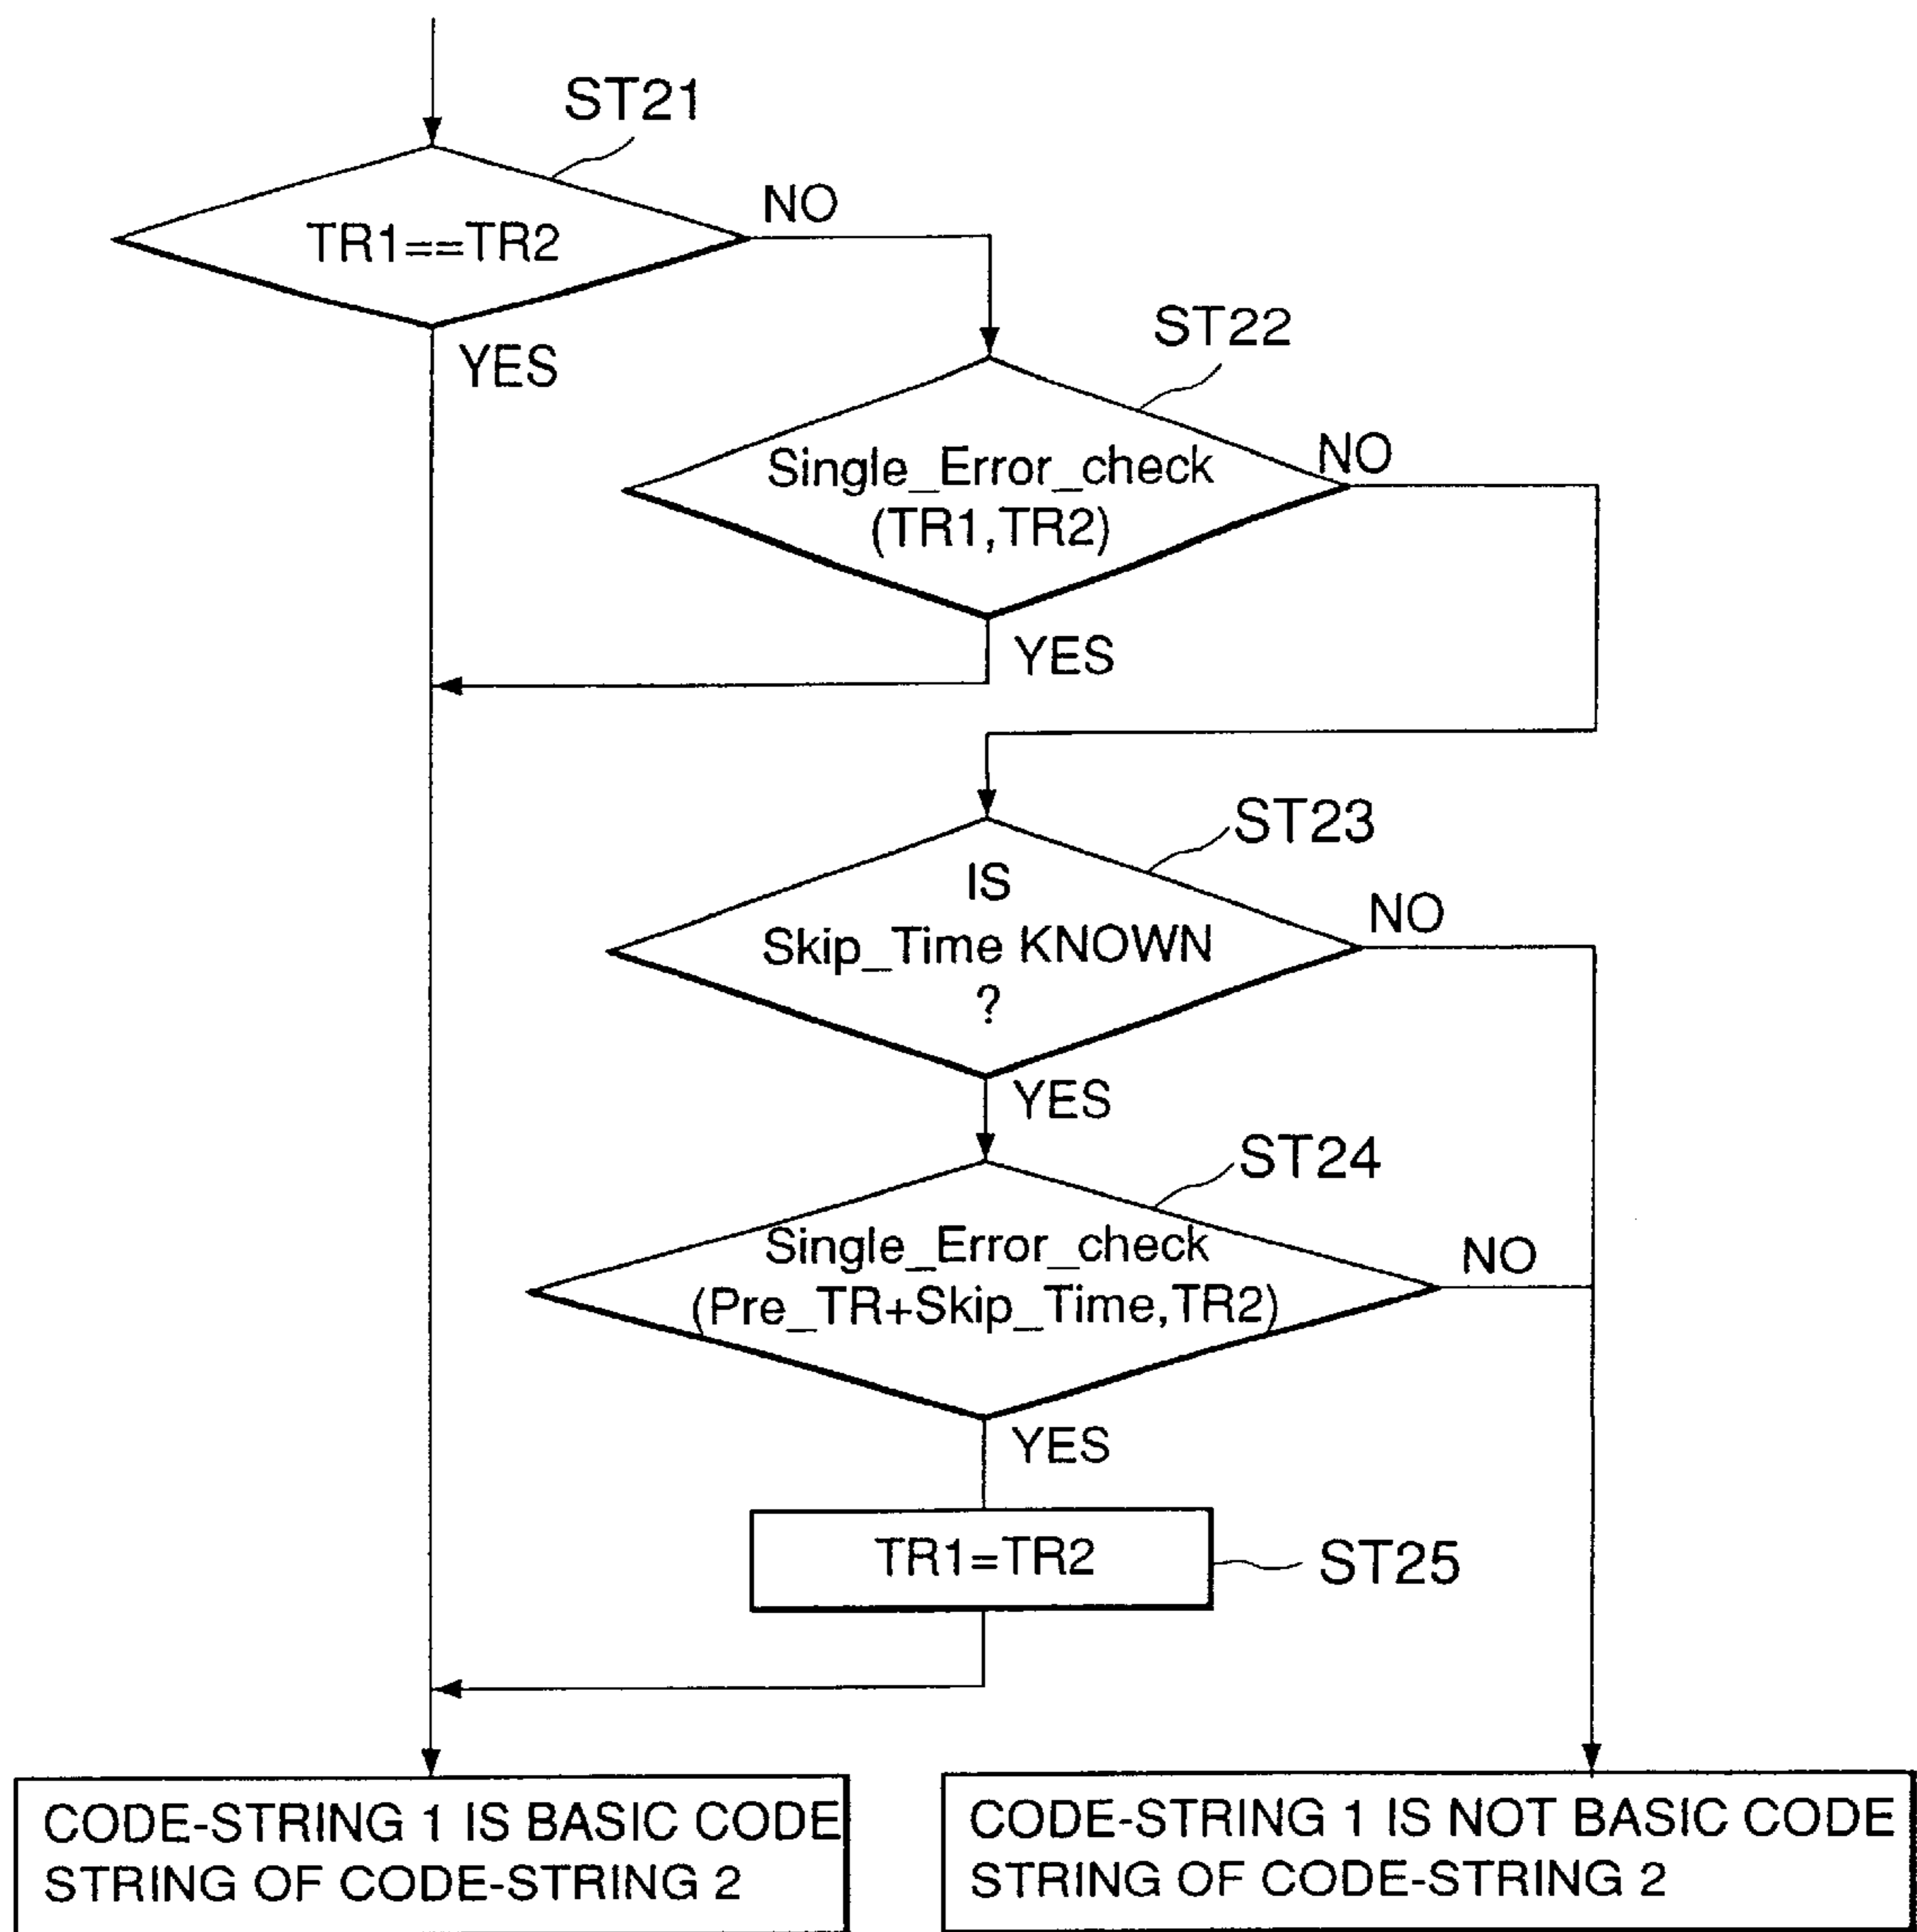 ST21
TR1==TR2
NO
YES
ST22
Single_Error_check
(TR1,TR2)
NO
YES
ST23
IS
Skip_Time KNOWN
?
NO
YES
ST24
Single_Error_check
(Pre_TR+Skip_Time,TR2)
NO
YES
TR1=TR2
ST25
CODE-STRING 1 IS BASIC CODE
STRING OF CODE-STRING 2
CODE-STRING 1 IS NOT BASIC CODE
STRING OF CODE-STRING 2